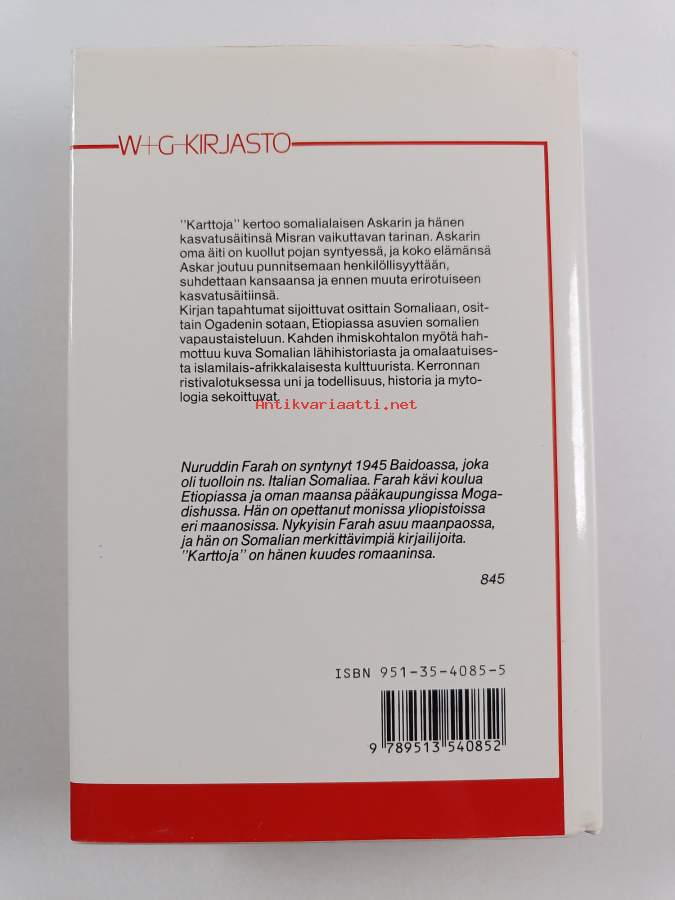 W+G-KIRJASTO
"Karttoja" kertoo somalialaisen Askarin ja hänen
kasvatusäitinsä Misran vaikuttavan tarinan. Askarin
oma äiti on kuollut pojan syntyessä, ja koko elämänsä
Askar joutuu punnitsemaan henkilöllisyyttään,
suhdettaan kansaansa ja ennen muuta erirotuiseen
kasvatusäitiinsä.
Kirjan tapahtumat sijoittuvat osittain Somaliaan, osit-
tain Ogadenin sotaan, Etiopiassa asuvien somalien
vapaustaisteluun. Kahden ihmiskohtalon myötä hah-
mottuu kuva Somalian lähihistoriasta ja omalaatuises-
ta islamilais-afrikkalaisesta kulttuurista. Kerronnan
ristivalotuksessa uni ja todellisuus, historia ja myto-
logia sekoittuvat.
Antikvariaatti.net
Nuruddin Farah on syntynyt 1945 Baidoassa, joka
oli tuolloin ns. Italian Somaliaa. Farah kävi koulua
Etiopiassa ja oman maansa pääkaupungissa Moga-
dishussa. Hän on opettanut monissa yliopistoissa
eri maanosissa. Nykyisin Farah asuu maanpaossa,
ja hän on Somalian merkittävimpiä kirjailijoita.
"Karttoja" on hänen kuudes romaaninsa.
845
ISBN 951-35-4085-5
9 789513 540852